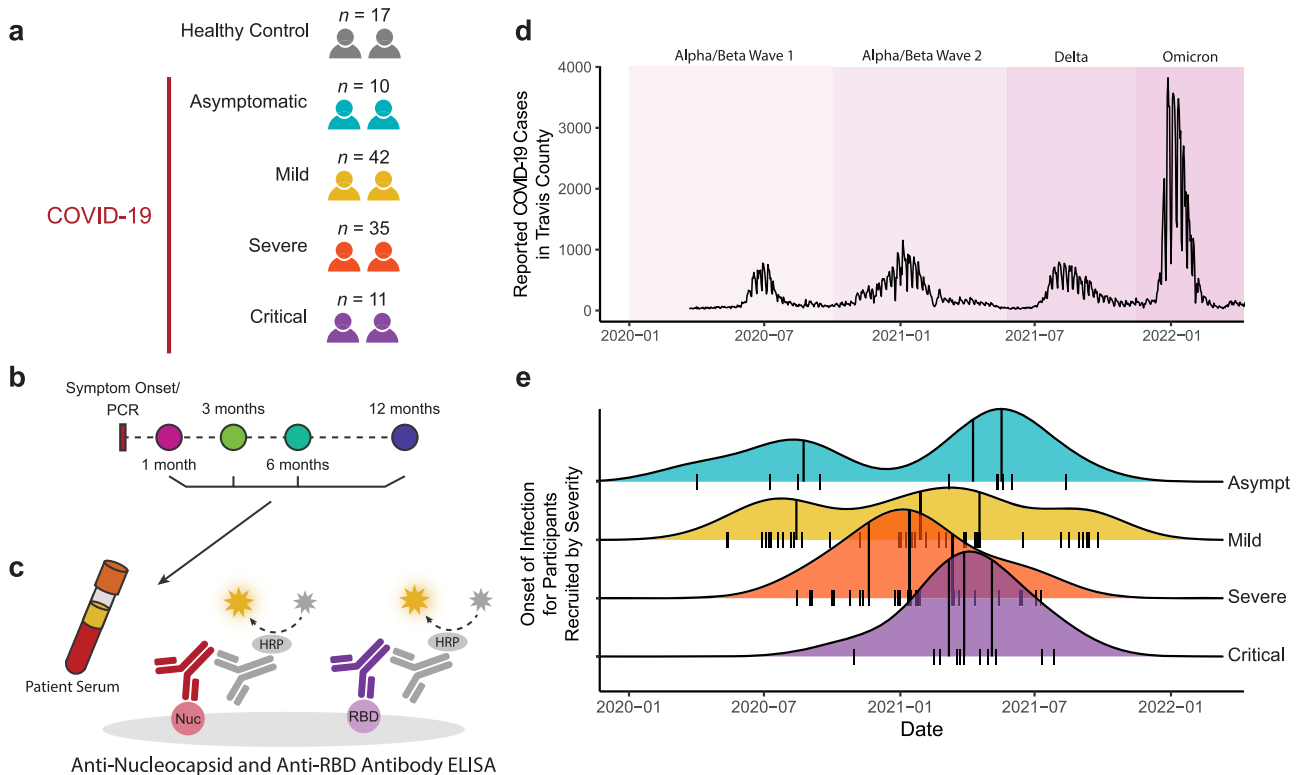 a
Healthy Control
n = 17
COVID-19
Asymptomatic
n = 10
Mild
n = 42
Severe
n = 35
Critical
n = 11
b
Symptom Onset/
PCR
1 month
3 months
6 months
12 months
c
Patient Serum
HRP
HRP
Nuc
RBD
Anti-Nucleocapsid and Anti-RBD Antibody ELISA
d
Alpha/Beta Wave 1
Alpha/Beta Wave 2
Delta
Omicron
Reported COVID-19 Cases
in Travis County
4000
3000
2000
1000
0
2020−01
2020−07
2021−01
2021−07
2022−01
e
Onset of Infection
for Participants
Recruited by Severity
Asympt
Mild
Severe
Critical
2020−01
2020−07
2021−01
2021−07
2022−01
Date